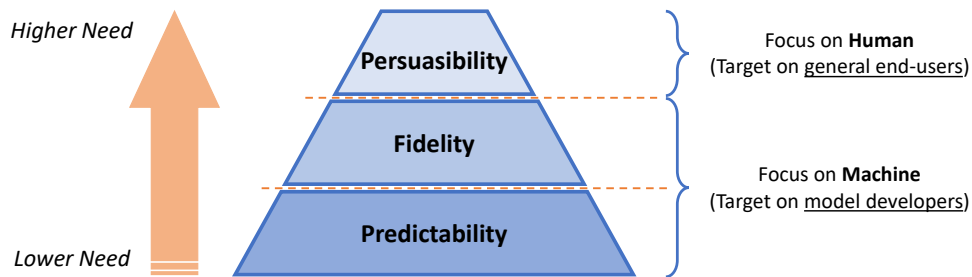 Higher Need
Persuasibility
Focus on Human
(Target on general end-users)
Fidelity
Focus on Machine
(Target on model developers)
Predictability
Lower Need